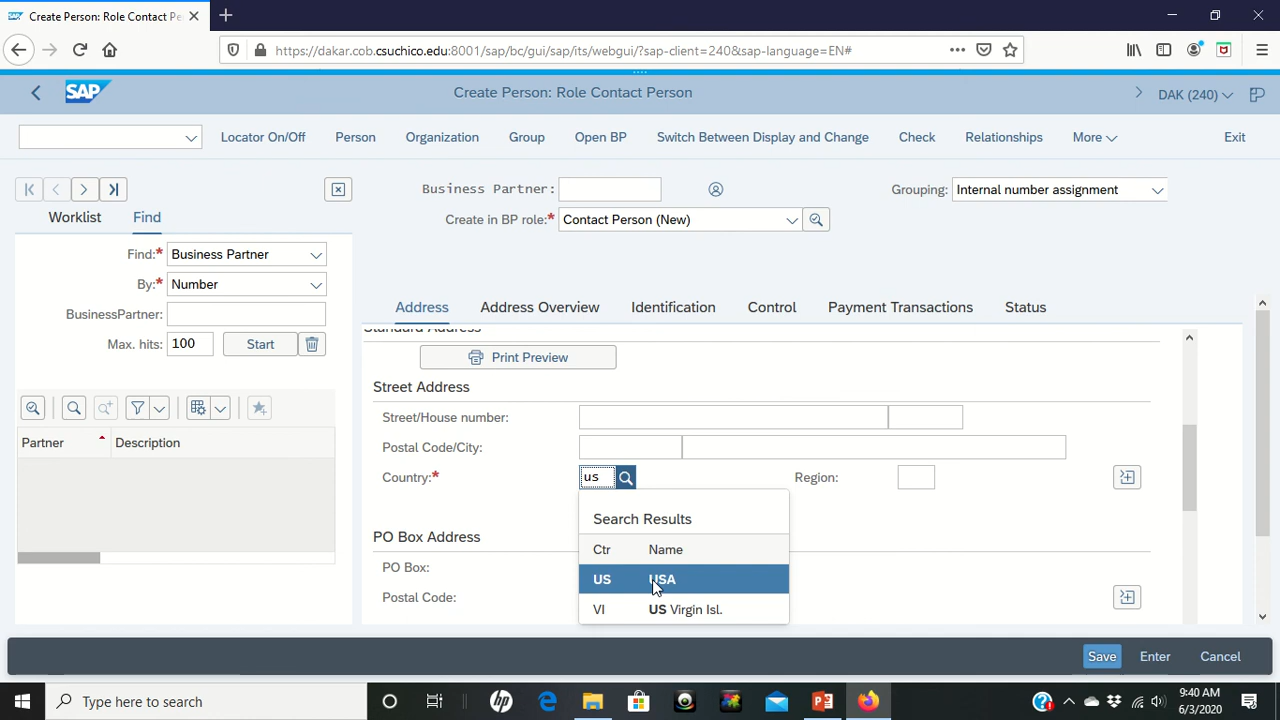 Create Person: Role Contact Pe
https://dakar.cob.csuchico.edu:8001/sap/bc/gui/sap/its/webgui/?sap-client=240&sap-language=EN#
SAP
Create Person: Role Contact Person
DAK (240)
Locator On/Off
Person
Organization
Group
Open BP
Switch Between Display and Change
Check
Relationships
More
Exit
Worklist
Find
Find:*
Business Partner
By:*
Number
BusinessPartner:
Max. hits:
100
Start
Partner
Description
Business Partner:
Grouping:
Internal number assignment
Create in BP role:*
Contact Person (New)
Address
Address Overview
Identification
Control
Payment Transactions
Status
Standard Address
Print Preview
Street Address
Street/House number:
Postal Code/City:
Country:*
us
Region:
Search Results
Ctr
Name
US
USA
VI
US Virgin Isl.
PO Box Address
PO Box:
Postal Code:
Save
Enter
Cancel
Type here to search
hp
9:40 AM
6/3/2020